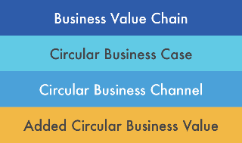 Business Value Chain
Circular Business Case
Circular Business Channel
Added Circular Business Value